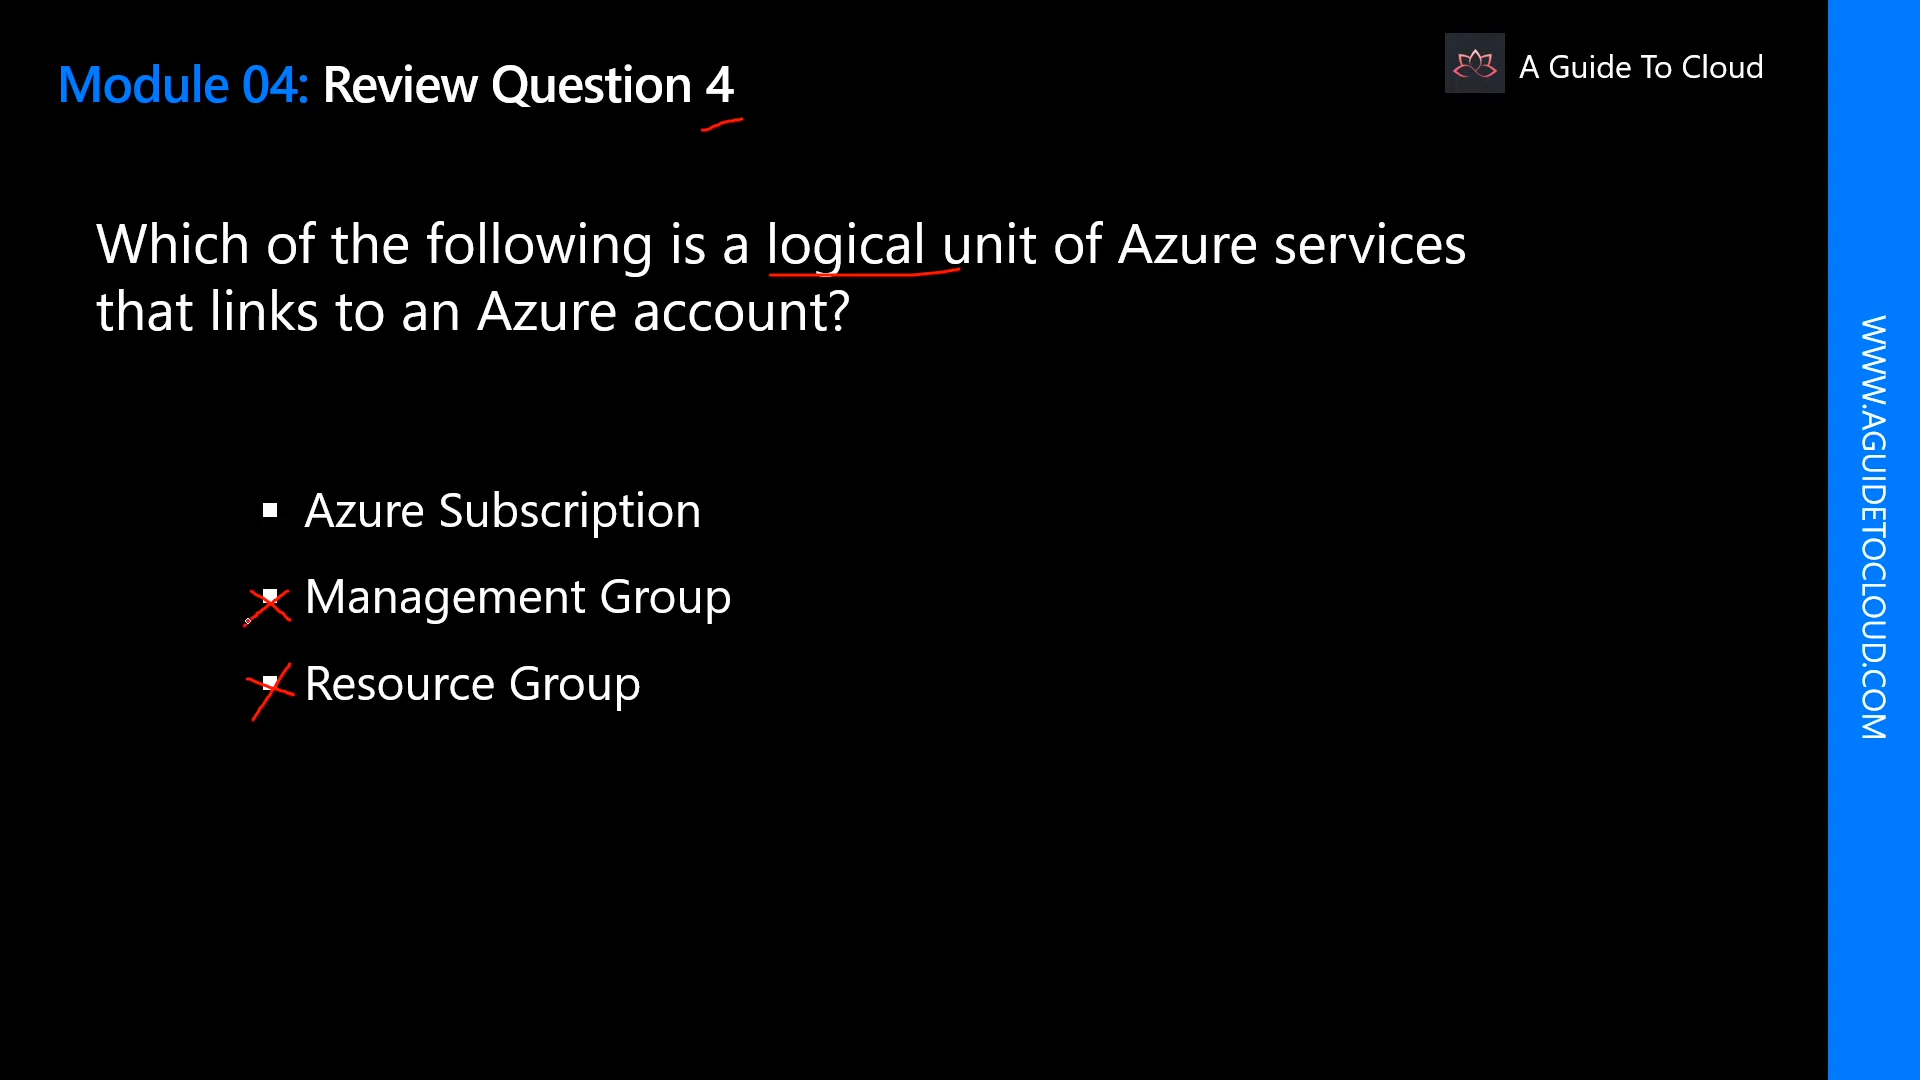 Module 04: Review Question 4
A Guide To Cloud
Which of the following is a logical unit of Azure services
that links to an Azure account?
▪ Azure Subscription
▪ Management Group
▪ Resource Group
WWW.AGUIDETOCLOUD.COM